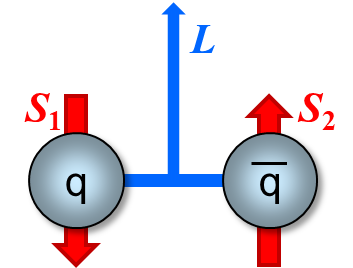 L
S₁ S₂
q q̅